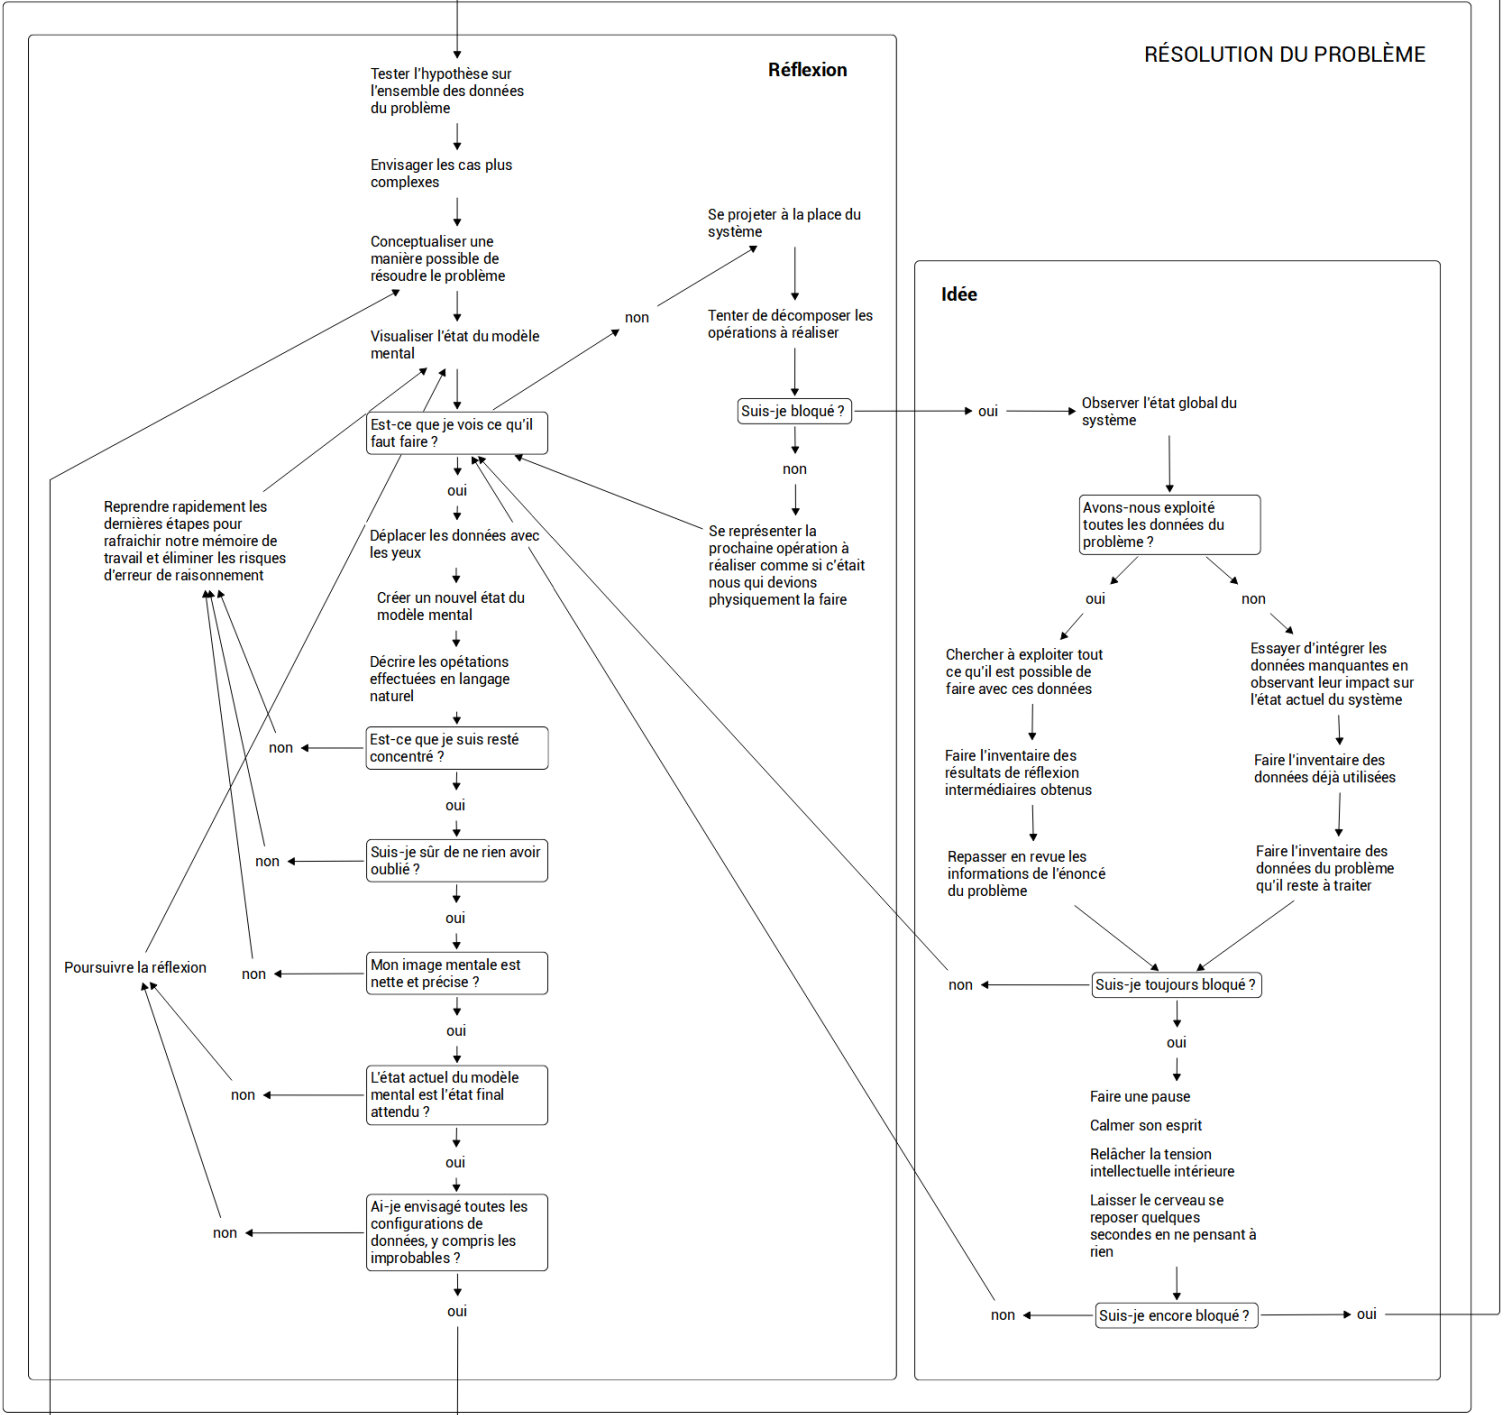 RÉSOLUTION DU PROBLÈME
Réflexion
Tester l'hypothèse sur
l'ensemble des données
du problème
Envisager les cas plus
complexes
Conceptualiser une
manière possible de
résoudre le problème
Visualiser l'état du modèle
mental
Est-ce que je vois ce qu'il
faut faire ?
non
Se projeter à la place du
système
Tenter de décomposer les
opérations à réaliser
Suis-je bloqué ?
non
Se représenter la
prochaine opération à
réaliser comme si c'était
nous qui devions
physiquement la faire
oui
Déplacer les données avec
les yeux
Créer un nouvel état du
modèle mental
Décrire les opétations
effectuées en langage
naturel
Est-ce que je suis resté
concentré ?
non
oui
Suis-je sûr de ne rien avoir
oublié ?
non
oui
Mon image mentale est
nette et précise ?
non
Reprendre rapidement les
dernières étapes pour
rafraichir notre mémoire de
travail et éliminer les risques
d'erreur de raisonnement
oui
L'état actuel du modèle
mental est l'état final
attendu ?
non
Poursuivre la réflexion
oui
Ai-je envisagé toutes les
configurations de
données, y compris les
improbables ?
non
oui
Idée
oui
Observer l'état global du
système
Avons-nous exploité
toutes les données du
problème ?
oui
Chercher à exploiter tout
ce qu'il est possible de
faire avec ces données
Faire l'inventaire des
résultats de réflexion
intermédiaires obtenus
Repasser en revue les
informations de l'énoncé
du problème
non
Essayer d'intégrer les
données manquantes en
observant leur impact sur
l'état actuel du système
Faire l'inventaire des
données déjà utilisées
Faire l'inventaire des
données du problème
qu'il reste à traiter
Suis-je toujours bloqué ?
non
oui
Faire une pause
Calmer son esprit
Relâcher la tension
intellectuelle intérieure
Laisser le cerveau se
reposer quelques
secondes en ne pensant à
rien
Suis-je encore bloqué ?
non
oui